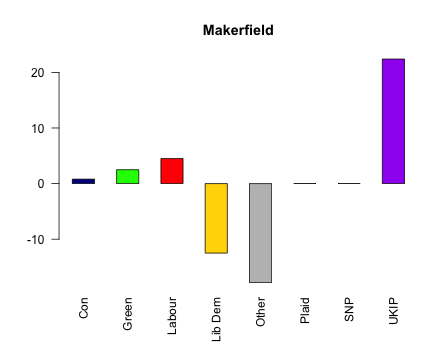 Makerfield
20
10
0
-10
Con
Green
Labour
Lib Dem
Other
Plaid
SNP
UKIP